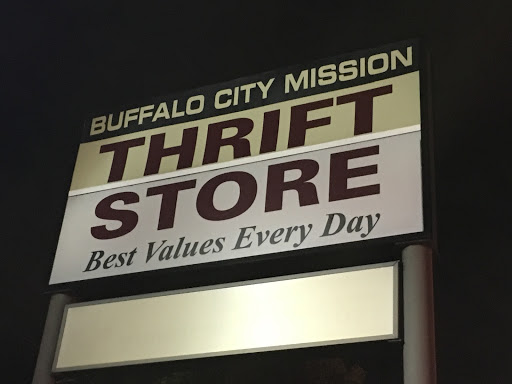 BUFFALO CITY MISSION
THRIFT
STORE
Best Values Every Day